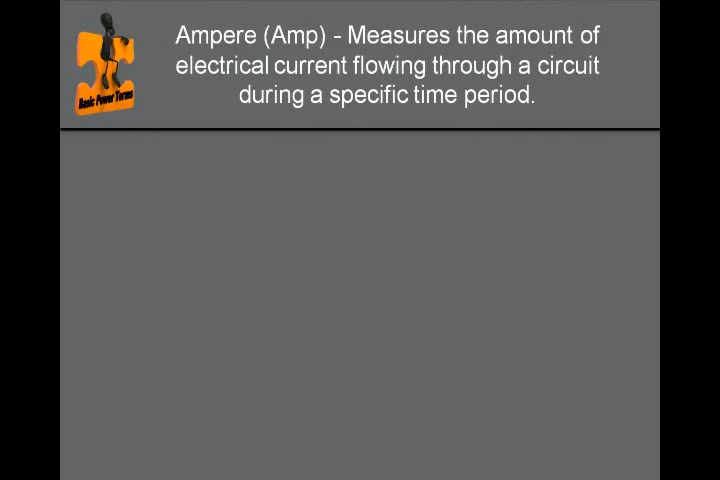 Ampere (Amp) - Measures the amount of
electrical current flowing through a circuit
during a specific time period.
Basic Power Terms